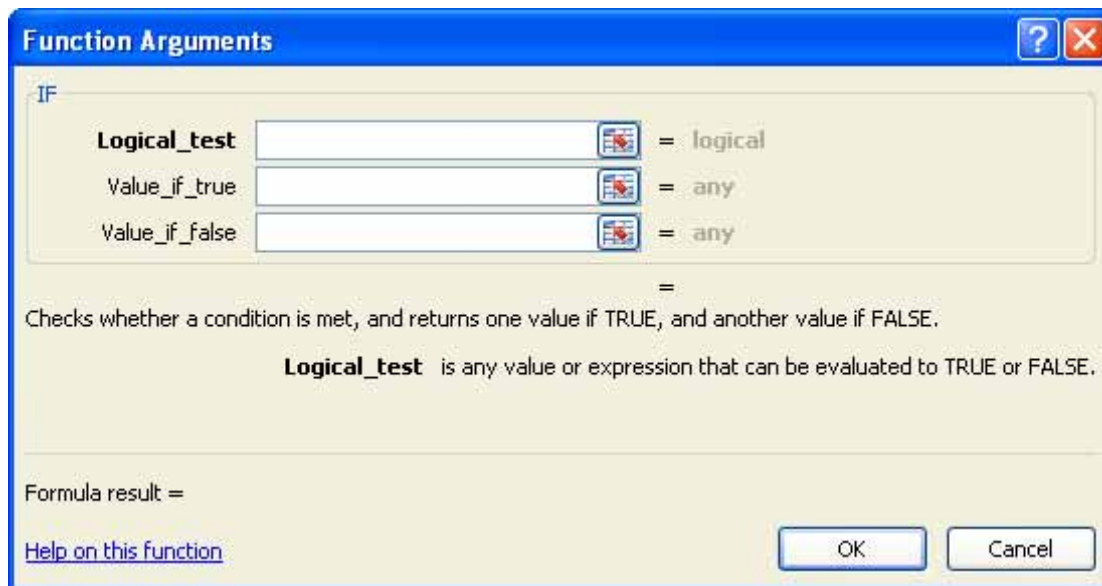 Function Arguments
IF
Logical_test = logical
Value_if_true = any
Value_if_false = any
=
Checks whether a condition is met, and returns one value if TRUE, and another value if FALSE.
Logical_test is any value or expression that can be evaluated to TRUE or FALSE.
Formula result =
Help on this function
OK Cancel